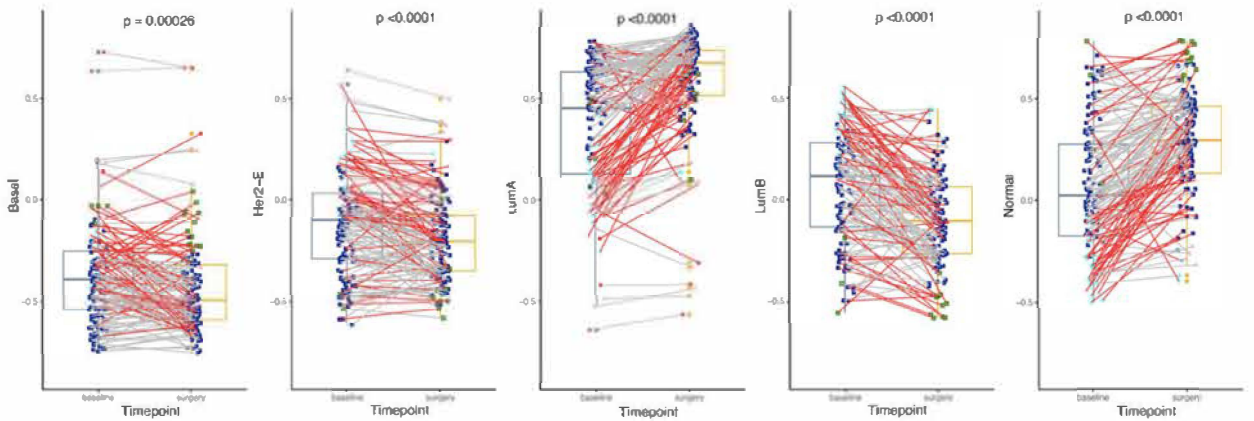 p = 0.00026
Basal
0.5
0.0
−0.5
baseline
surgery
Timepoint
p <0.0001
Her2−E
0.5
0.0
−0.5
baseline
surgery
Timepoint
p <0.0001
LumA
0.5
0.0
−0.5
baseline
surgery
Timepoint
p <0.0001
LumB
0.5
0.0
−0.5
baseline
surgery
Timepoint
p <0.0001
Normal
0.5
0.0
−0.5
baseline
surgery
Timepoint